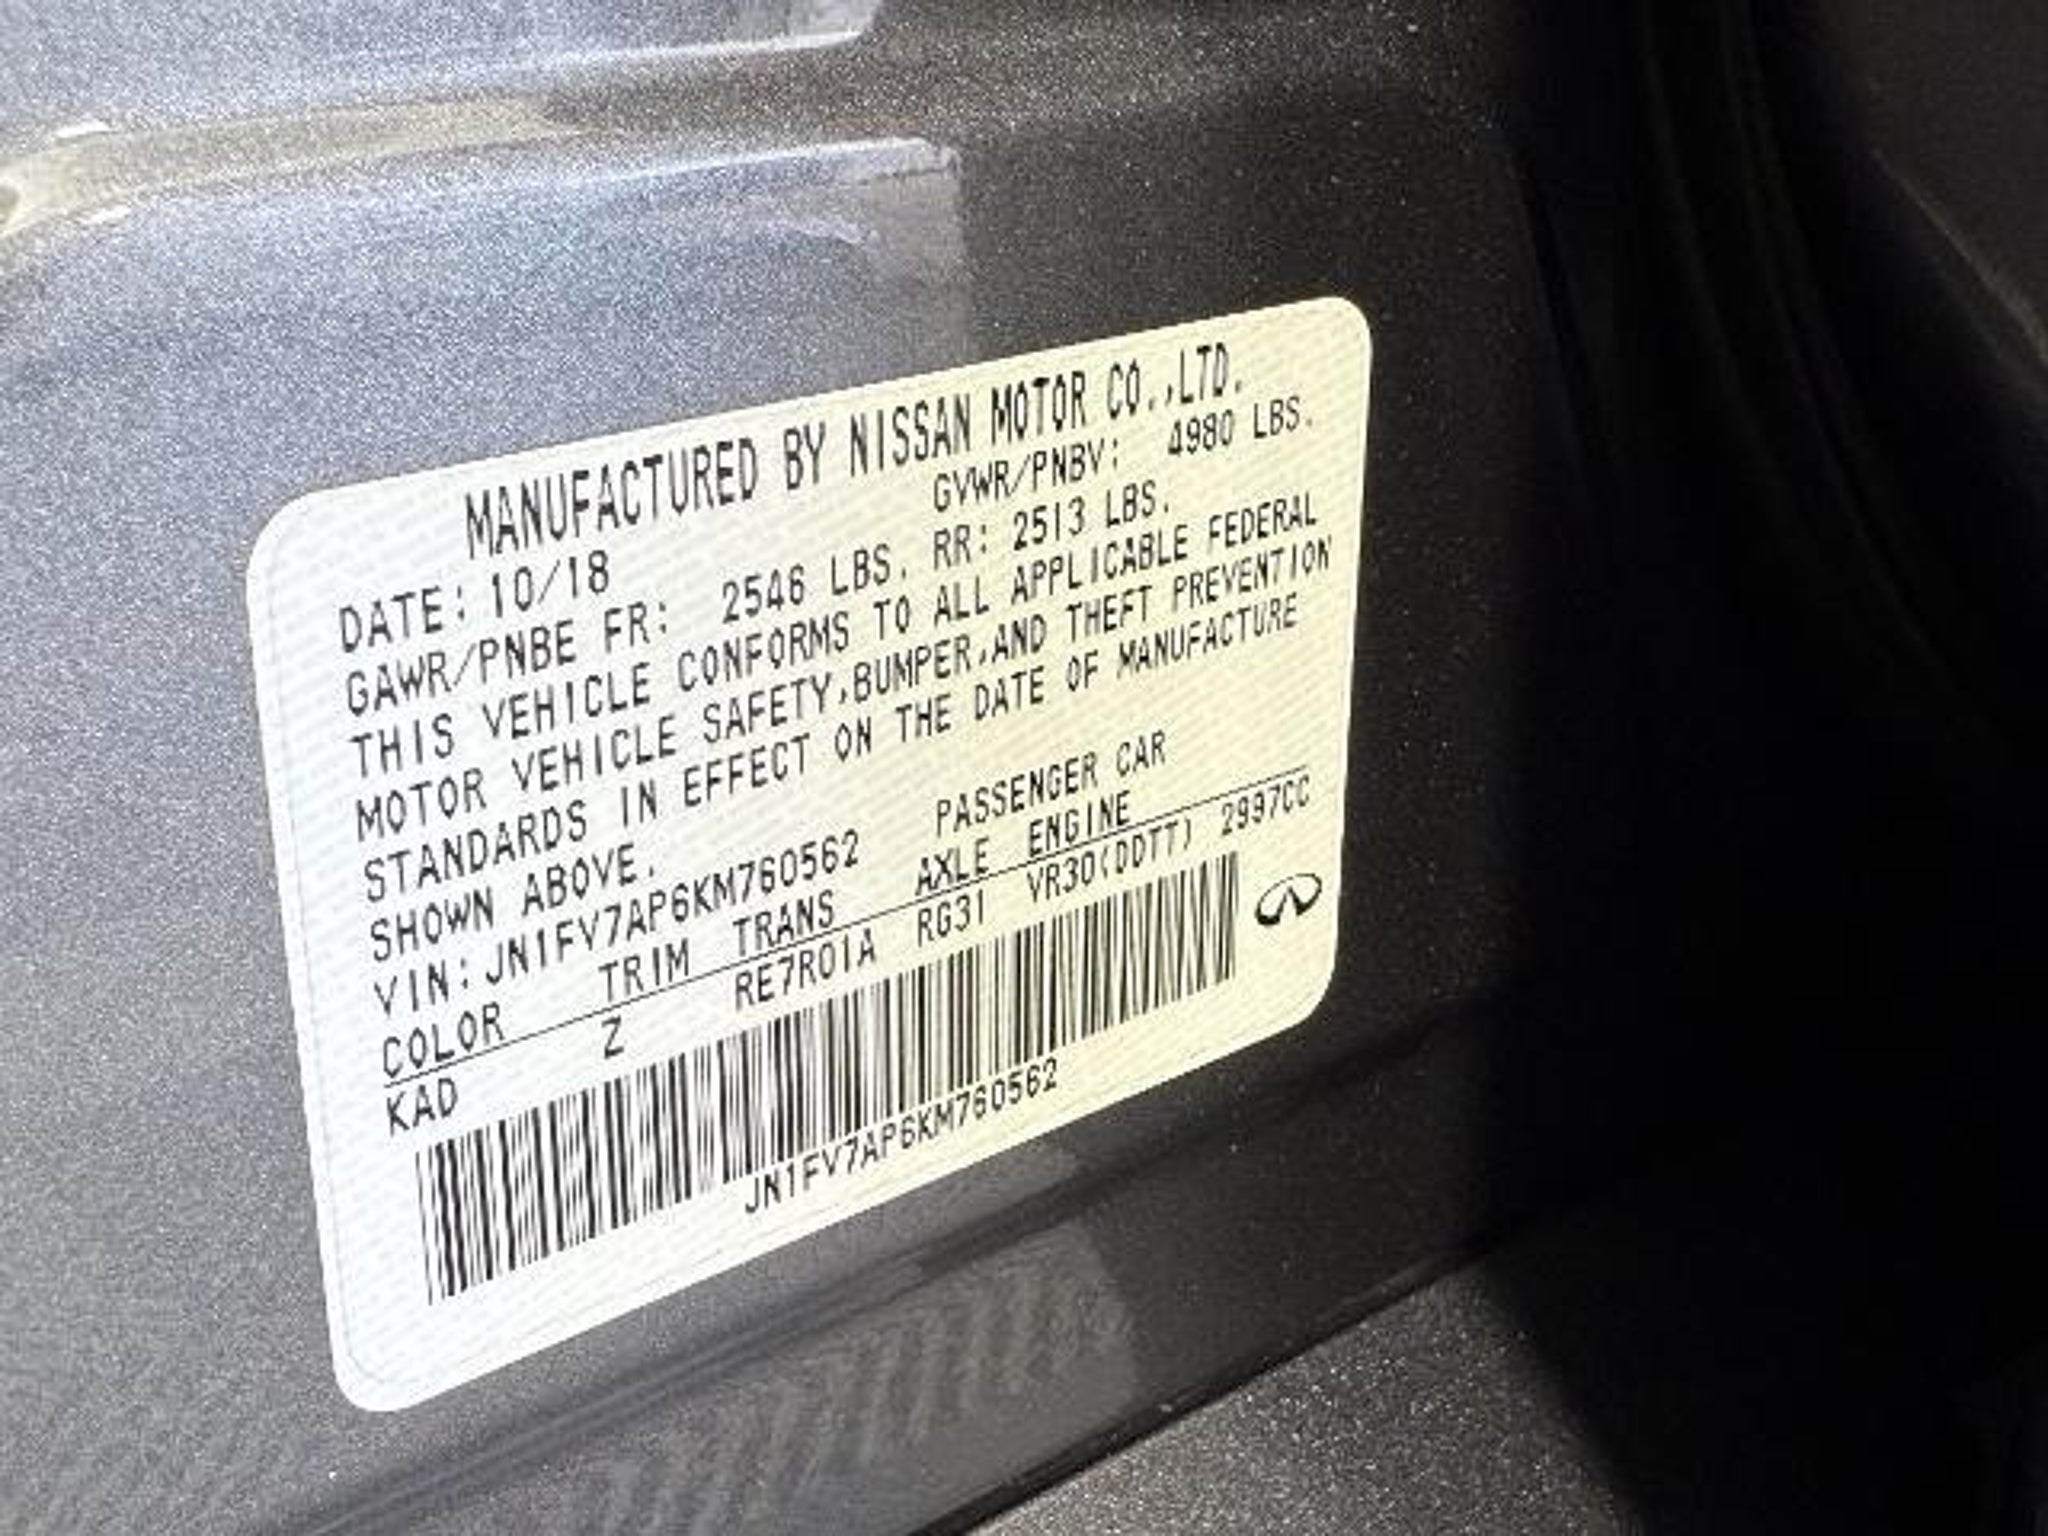 MANUFACTURED BY NISSAN MOTOR CO.,LTD.
DATE: 10/18 GVWR/PNBV: 4980 LBS.
GAWR/PNBE FR: 2546 LBS. RR: 2513 LBS.
THIS VEHICLE CONFORMS TO ALL APPLICABLE FEDERAL
MOTOR VEHICLE SAFETY,BUMPER,AND THEFT PREVENTION
STANDARDS IN EFFECT ON THE DATE OF MANUFACTURE
SHOWN ABOVE.
VIN: JN1FV7AP6KM760562 PASSENGER CAR
COLOR TRIM TRANS AXLE ENGINE
KAD Z RE7R01A RG31 VR30(DDTT) 2997CC
JN1FV7AP6KM760562